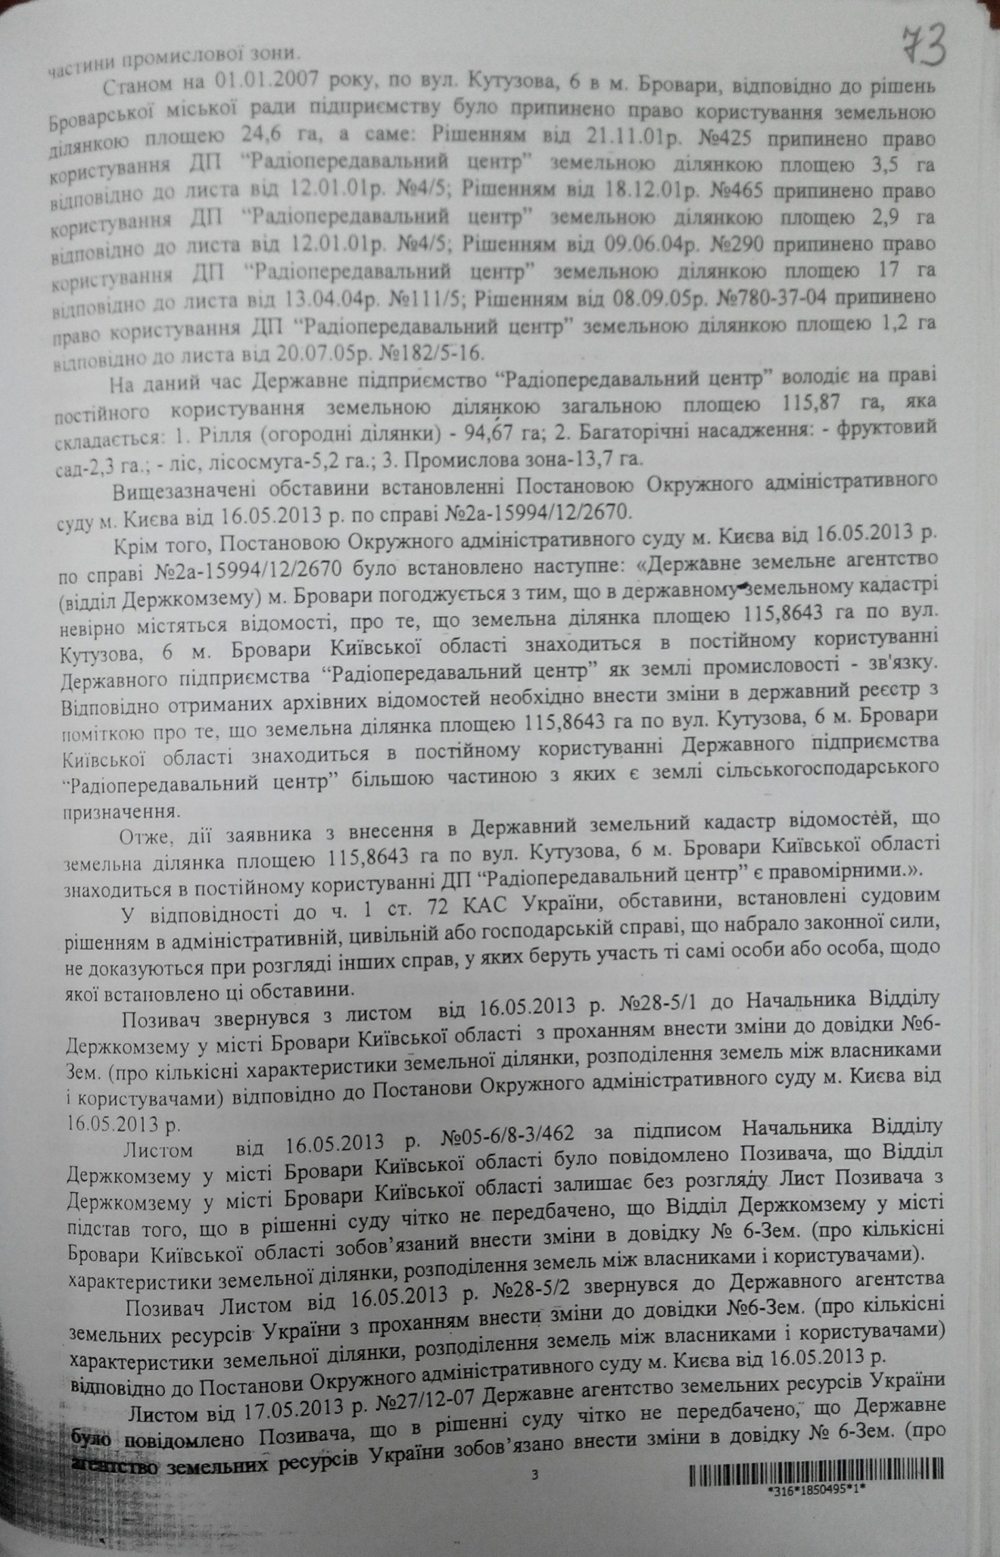 73
частини промислової зони.
Станом на 01.01.2007 року, по вул. Кутузова, 6 в м. Бровари, відповідно до рішень
Броварської міської ради підприємству було припинено право користування земельною
ділянкою площею 24,6 га, а саме: Рішенням від 21.11.01р. №425 припинено право
користування ДП “Радіопередавальний центр” земельною ділянкою площею 3,5 га
відповідно до листа від 12.01.01р. №4/5; Рішенням від 18.12.01р. №465 припинено право
користування ДП “Радіопередавальний центр” земельною ділянкою площею 2,9 га
відповідно до листа від 12.01.01р. №4/5; Рішенням від 09.06.04р. №290 припинено право
користування ДП “Радіопередавальний центр” земельною ділянкою площею 17 га
відповідно до листа від 13.04.04р. №111/5; Рішенням від 08.09.05р. №780-37-04 припинено
право користування ДП “Радіопередавальний центр” земельною ділянкою площею 1,2 га
відповідно до листа від 20.07.05р. №182/5-16.
На даний час Державне підприємство “Радіопередавальний центр” володіє на праві
постійного користування земельною ділянкою загальною площею 115,87 га, яка
складається: 1. Рілля (огородні ділянки) - 94,67 га; 2. Багаторічні насадження: - фруктовий
сад-2,3 га.; - ліс, лісосмуга-5,2 га.; 3. Промислова зона-13,7 га.
Вищезазначені обставини встановленні Постановою Окружного адміністративного
суду м. Києва від 16.05.2013 р. по справі №2а-15994/12/2670.
Крім того, Постановою Окружного адміністративного суду м. Києва від 16.05.2013 р.
по справі №2а-15994/12/2670 було встановлено наступне: «Державне земельне агентство
(відділ Держкомзему) м. Бровари погоджується з тим, що в державному земельному кадастрі
невірно містяться відомості, про те, що земельна ділянка площею 115,8643 га по вул.
Кутузова, 6 м. Бровари Київської області знаходиться в постійному користуванні
Державного підприємства “Радіопередавальний центр” як землі промисловості - зв'язку.
Відповідно отриманих архівних відомостей необхідно внести зміни в державний реєстр з
поміткою про те, що земельна ділянка площею 115,8643 га по вул. Кутузова, 6 м. Бровари
Київської області знаходиться в постійному користуванні Державного підприємства
“Радіопередавальний центр” більшою частиною з яких є землі сільськогосподарського
призначення.
Отже, дії заявника з внесення в Державний земельний кадастр відомостей, що
земельна ділянка площею 115,8643 га по вул. Кутузова, 6 м. Бровари Київської області
знаходиться в постійному користуванні ДП “Радіопередавальний центр” є правомірними.».
У відповідності до ч. 1 ст. 72 КАС України, обставини, встановлені судовим
рішенням в адміністративній, цивільній або господарській справі, що набрало законної сили,
не доказуються при розгляді інших справ, у яких беруть участь ті самі особи або особа, щодо
якої встановлено ці обставини.
Позивач звернувся з листом від 16.05.2013 р. №28-5/1 до Начальника Відділу
Держкомзему у місті Бровари Київської області з проханням внести зміни до довідки №6-
Зем. (про кількісні характеристики земельної ділянки, розподілення земель між власниками
і користувачами) відповідно до Постанови Окружного адміністративного суду м. Києва від
16.05.2013 р.
Листом від 16.05.2013 р. №05-6/8-3/462 за підписом Начальника Відділу
Держкомзему у місті Бровари Київської області було повідомлено Позивача, що Відділ
Держкомзему у місті Бровари Київської області залишає без розгляду Лист Позивача з
підстав того, що в рішенні суду чітко не передбачено, що Відділ Держкомзему у місті
Бровари Київської області зобов’язаний внести зміни в довідку № 6-Зем. (про кількісні
характеристики земельної ділянки, розподілення земель між власниками і користувачами).
Позивач Листом від 16.05.2013 р. №28-5/2 звернувся до Державного агентства
земельних ресурсів України з проханням внести зміни до довідки №6-Зем. (про кількісні
характеристики земельної ділянки, розподілення земель між власниками і користувачами)
відповідно до Постанови Окружного адміністративного суду м. Києва від 16.05.2013 р.
Листом від 17.05.2013 р. №27/12-07 Державне агентство земельних ресурсів України
було повідомлено Позивача, що в рішенні суду чітко не передбачено, що Державне
агентство земельних ресурсів України зобов’язано внести зміни в довідку № 6-Зем. (про
3
*316*1850495*1*